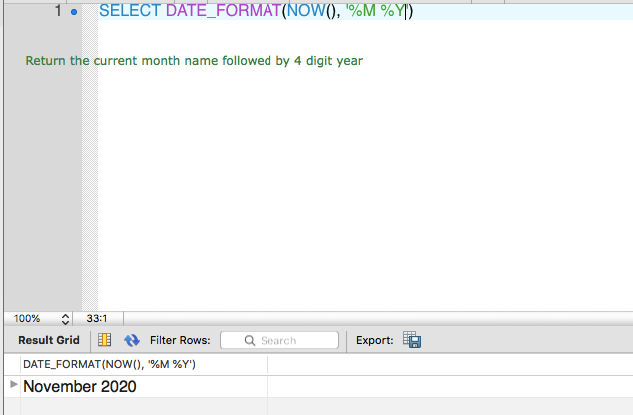 1 SELECT DATE_FORMAT(NOW(), '%M %Y')
Return the current month name followed by 4 digit year
100% 33:1
Result Grid Filter Rows: Search Export:
DATE_FORMAT(NOW(), '%M %Y')
November 2020